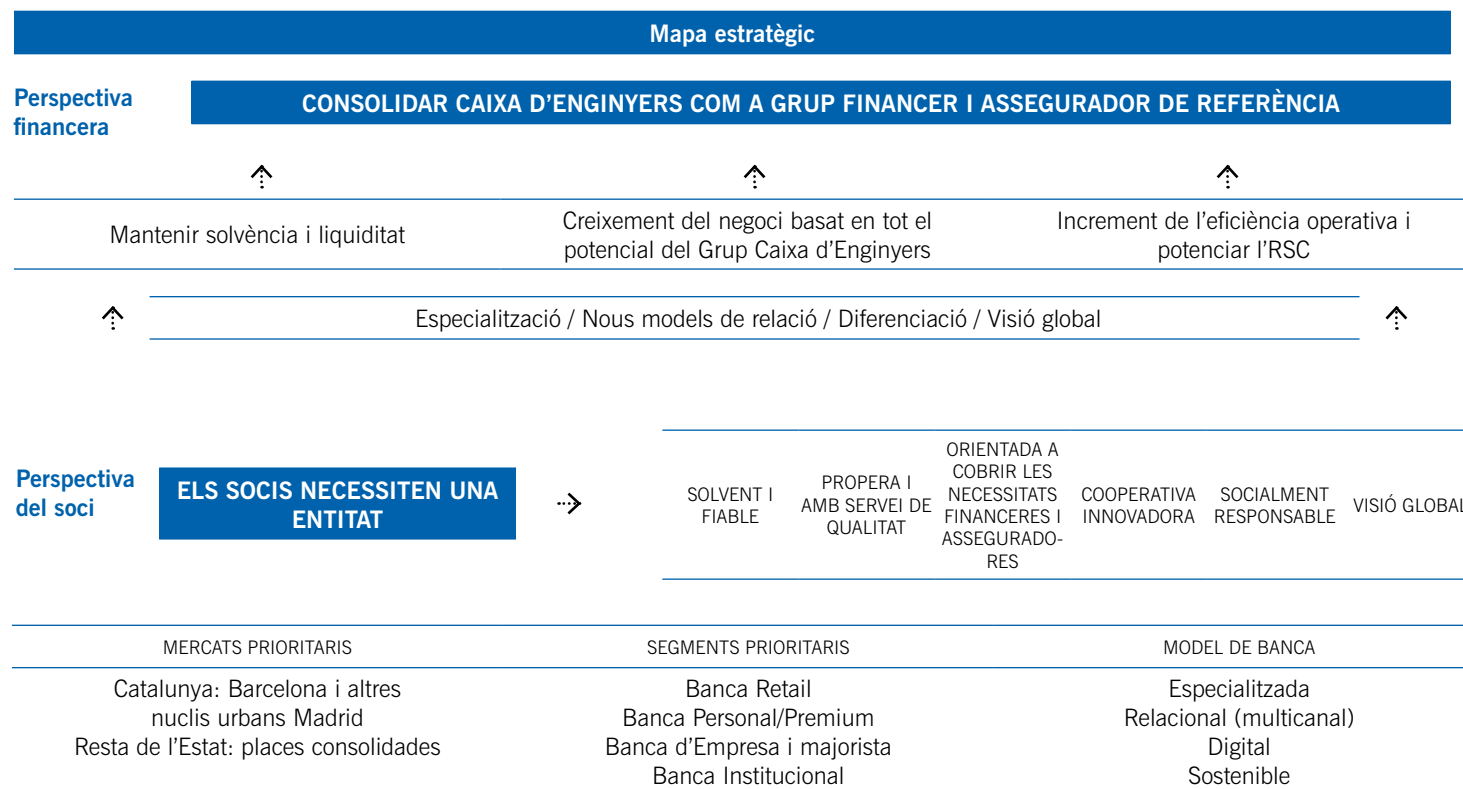 Mapa estratègic
Perspectiva
financera
CONSOLIDAR CAIXA D’ENGINYERS COM A GRUP FINANCER I ASSEGURADOR DE REFERÈNCIA
Mantenir solvència i liquiditat
Creixement del negoci basat en tot el
potencial del Grup Caixa d’Enginyers
Increment de l’eficiència operativa i
potenciar l’RSC
Especialització / Nous models de relació / Diferenciació / Visió global
Perspectiva
del soci
ELS SOCIS NECESSITEN UNA
ENTITAT
SOLVENT I
FIABLE
PROPERA I
AMB SERVEI DE
QUALITAT
ORIENTADA A
COBRIR LES
NECESSITATS
FINANCERES I
ASSEGURADO-
RES
COOPERATIVA
INNOVADORA
SOCIALMENT
RESPONSABLE
VISIÓ GLOBAL
MERCATS PRIORITARIS
Catalunya: Barcelona i altres
nuclis urbans Madrid
Resta de l’Estat: places consolidades
SEGMENTS PRIORITARIS
Banca Retail
Banca Personal/Premium
Banca d’Empresa i majorista
Banca Institucional
MODEL DE BANCA
Especialitzada
Relacional (multicanal)
Digital
Sostenible